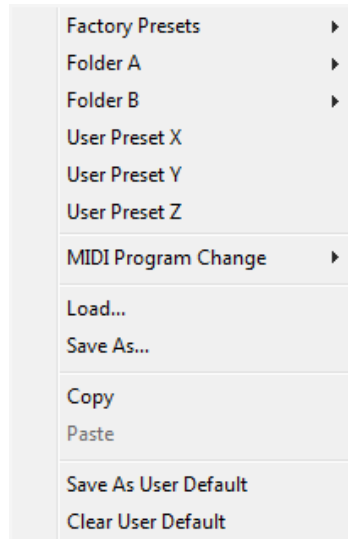 Factory Presets
Folder A
Folder B
User Preset X
User Preset Y
User Preset Z
MIDI Program Change
Load...
Save As...
Copy
Paste
Save As User Default
Clear User Default